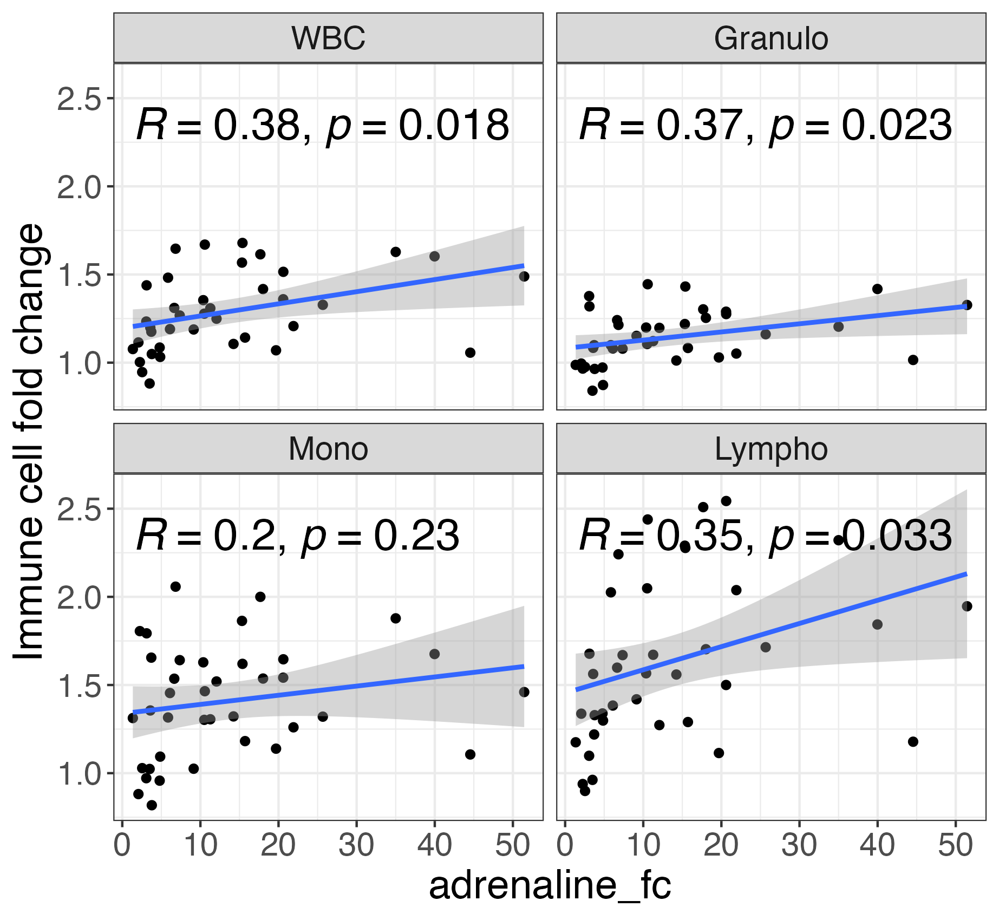 WBC
Granulo
2.5
R = 0.38, p = 0.018
R = 0.37, p = 0.023
2.0
1.5
1.0
Immune cell fold change
Mono
Lympho
2.5
R = 0.2, p = 0.23
R = 0.35, p = 0.033
2.0
1.5
1.0
0 10 20 30 40 50
0 10 20 30 40 50
adrenaline_fc